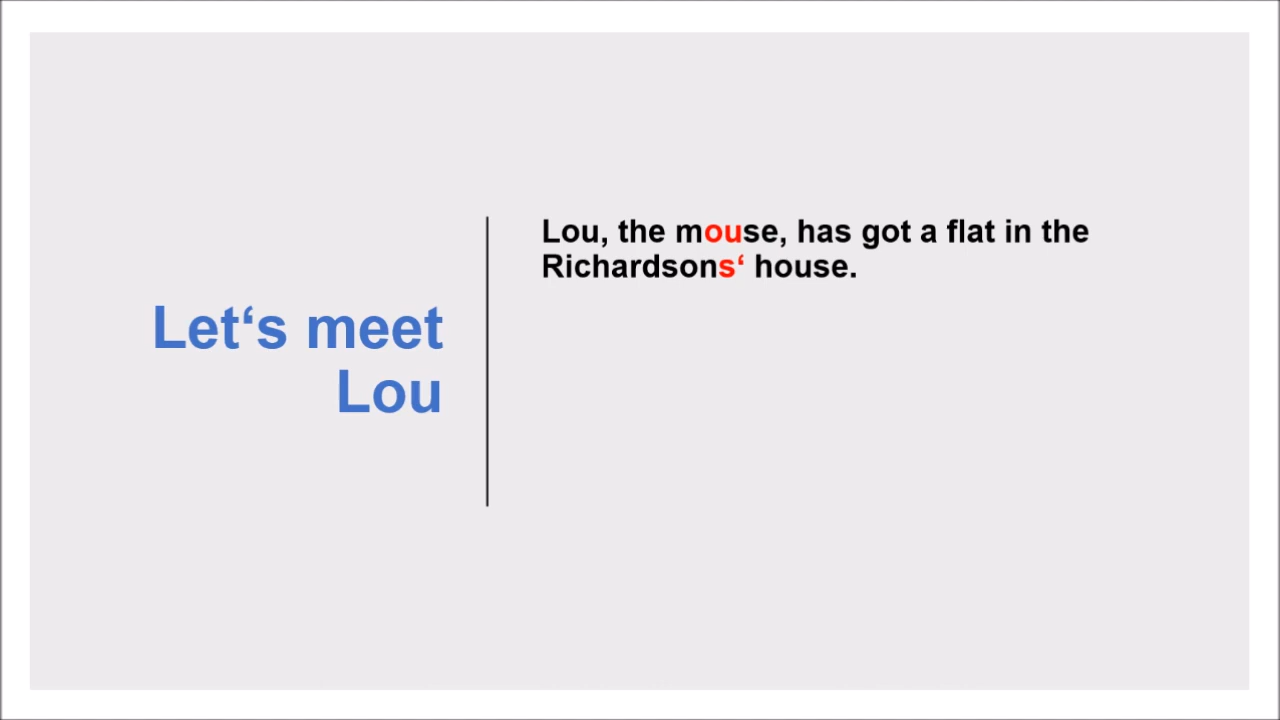 Let‘s meet
Lou
Lou, the mouse, has got a flat in the
Richardsons‘ house.